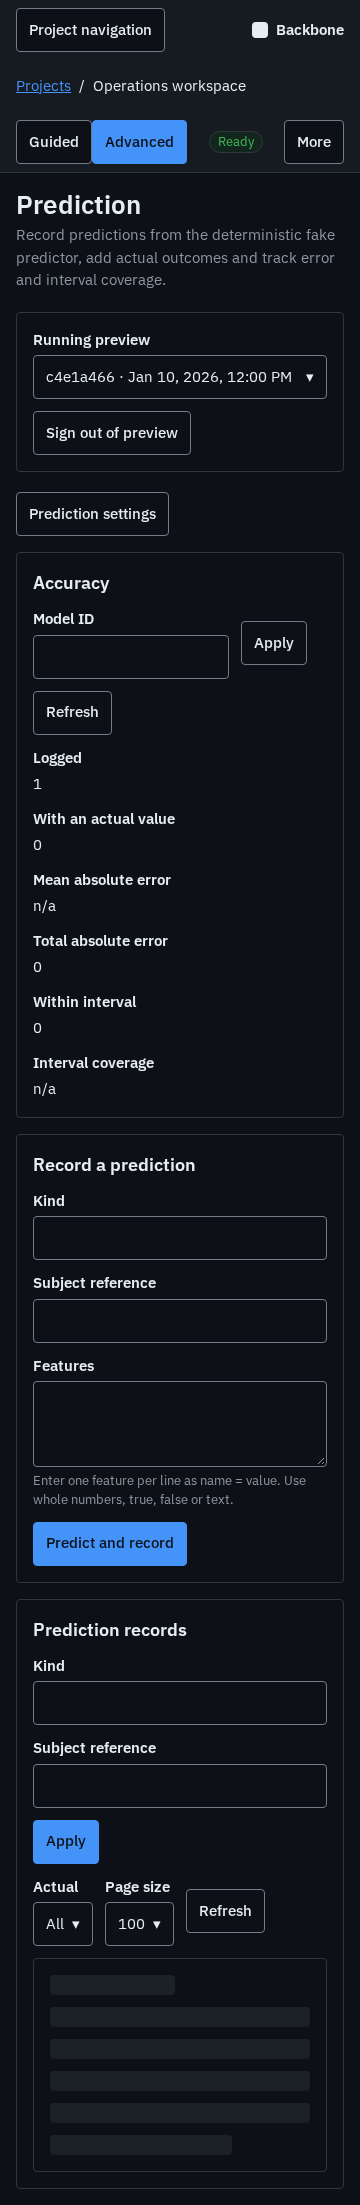 Project navigation
Backbone
Projects / Operations workspace
Guided
Advanced
Ready
More
Prediction
Record predictions from the deterministic fake
predictor, add actual outcomes and track error
and interval coverage.
Running preview
c4e1a466 · Jan 10, 2026, 12:00 PM
Sign out of preview
Prediction settings
Accuracy
Model ID
Apply
Refresh
Logged
1
With an actual value
0
Mean absolute error
n/a
Total absolute error
0
Within interval
0
Interval coverage
n/a
Record a prediction
Kind
Subject reference
Features
Enter one feature per line as name = value. Use
whole numbers, true, false or text.
Predict and record
Prediction records
Kind
Subject reference
Apply
Actual
Page size
All
100
Refresh